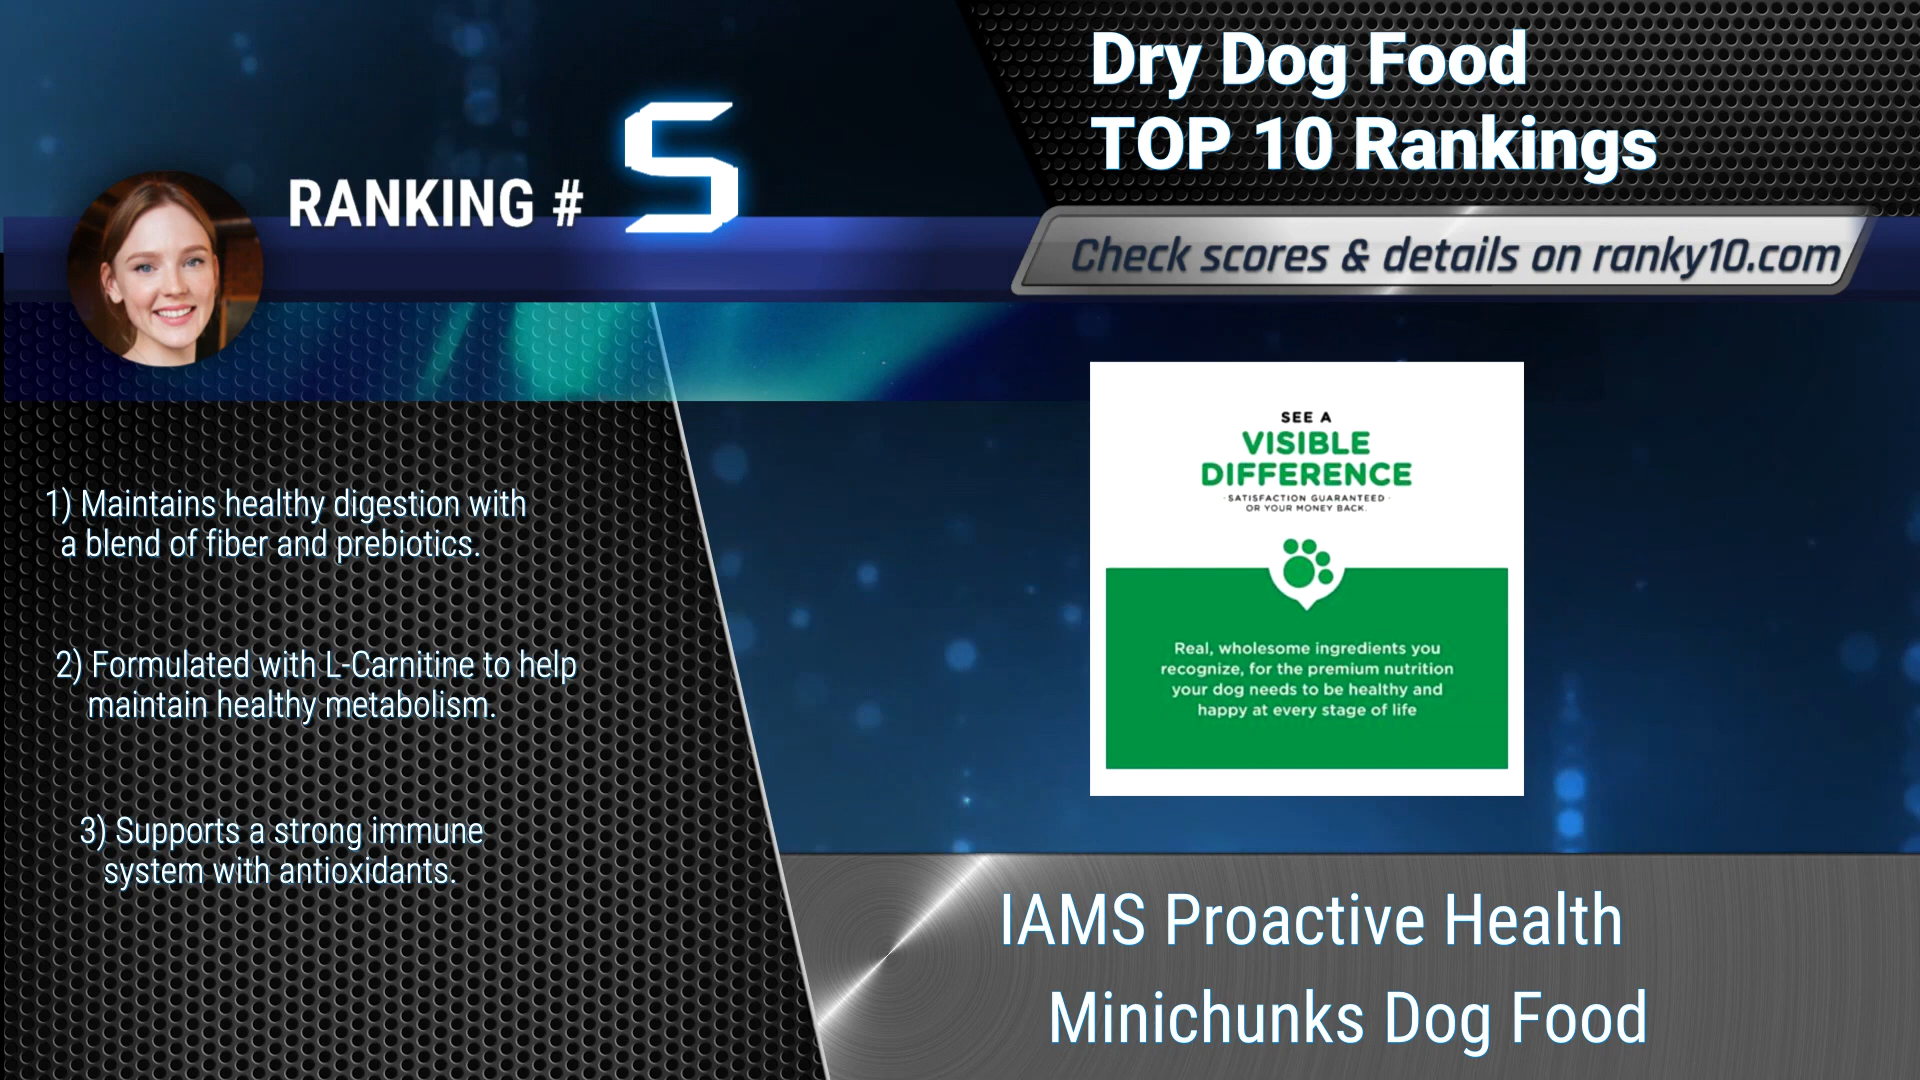 RANKING # 5
Dry Dog Food
TOP 10 Rankings
Check scores & details on ranky10.com
1) Maintains healthy digestion with
a blend of fiber and prebiotics.
2) Formulated with L-Carnitine to help
maintain healthy metabolism.
3) Supports a strong immune
system with antioxidants.
SEE A
VISIBLE
DIFFERENCE
· SATISFACTION GUARANTEED ·
OR YOUR MONEY BACK.
Real, wholesome ingredients you
recognize, for the premium nutrition
your dog needs to be healthy and
happy at every stage of life
IAMS Proactive Health
Minichunks Dog Food